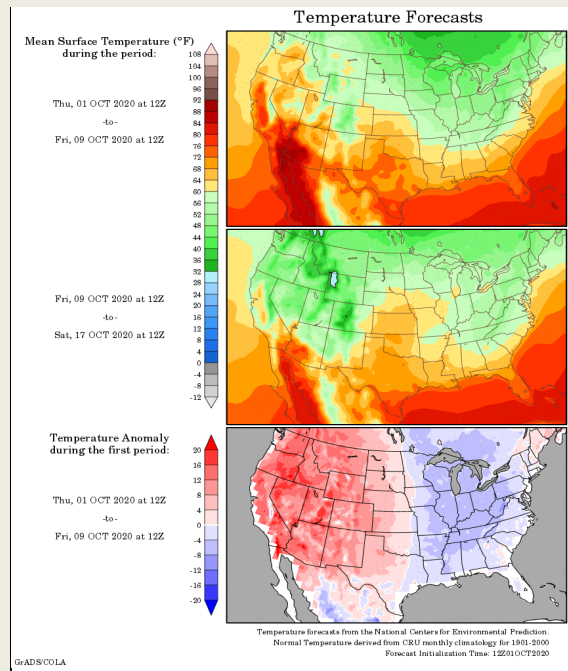 Temperature Forecasts
Mean Surface Temperature (°F)
during the period:
Thu, 01 OCT 2020 at 12Z
-to-
Fri, 09 OCT 2020 at 12Z
108
104
100
96
92
88
84
80
76
72
68
64
60
56
52
48
44
40
36
32
28
24
20
16
12
8
4
0
-4
-8
-12
Fri, 09 OCT 2020 at 12Z
-to-
Sat, 17 OCT 2020 at 12Z
Temperature Anomaly
during the first period:
Thu, 01 OCT 2020 at 12Z
-to-
Fri, 09 OCT 2020 at 12Z
20
16
12
8
4
0
-4
-8
-12
-16
-20
Temperature forecasts from the National Centers for Environmental Prediction.
Normal Temperature derived from CRU monthly climatology for 1901-2000
Forecast Initialization Time: 12Z01OCT2020
GrADS/COLA